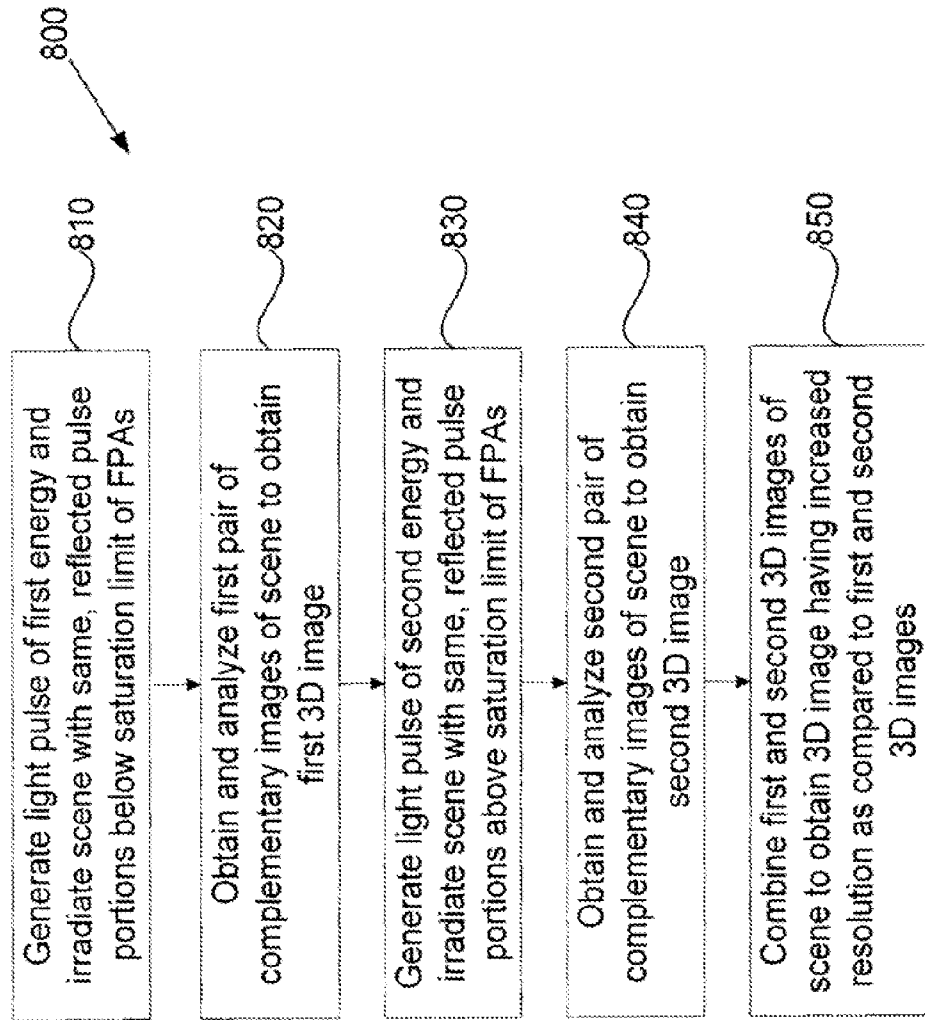 800
Generate light pulse of first energy and
irradiate scene with same, reflected pulse
portions below saturation limit of FPAs
810
Obtain and analyze first pair of
complementary images of scene to obtain
first 3D image
820
Generate light pulse of second energy and
irradiate scene with same, reflected pulse
portions above saturation limit of FPAs
830
Obtain and analyze second pair of
complementary images of scene to obtain
second 3D image
840
Combine first and second 3D images of
scene to obtain 3D image having increased
resolution as compared to first and second
3D images
850